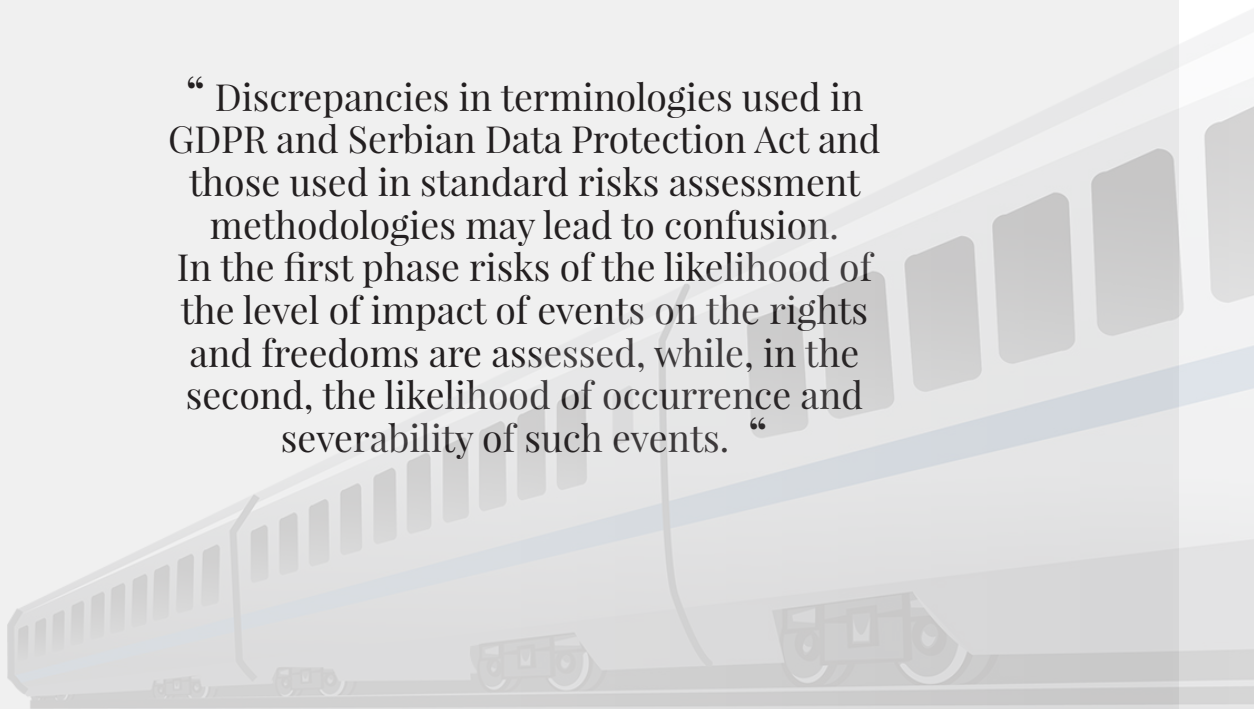 “ Discrepancies in terminologies used in
GDPR and Serbian Data Protection Act and
those used in standard risks assessment
methodologies may lead to confusion.
In the first phase risks of the likelihood of
the level of impact of events on the rights
and freedoms are assessed, while, in the
second, the likelihood of occurrence and
severability of such events. “